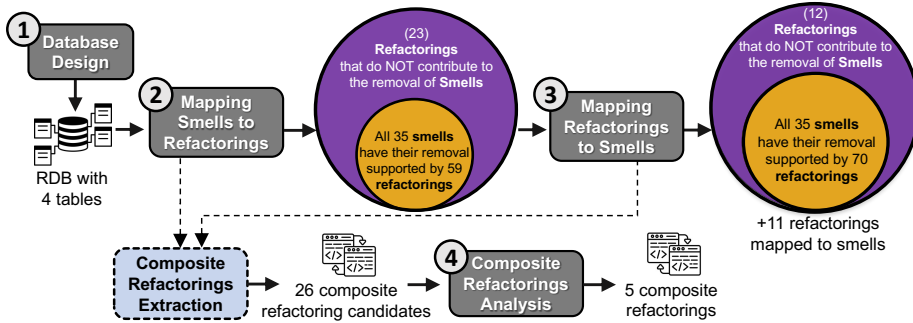 1
Database
Design
RDB with
4 tables
2
Mapping
Smells to
Refactorings
(23)
Refactorings
that do NOT contribute to
the removal of Smells
All 35 smells
have their removal
supported by 59
refactorings
3
Mapping
Refactorings
to Smells
(12)
Refactorings
that do NOT contribute to
the removal of Smells
All 35 smells
have their removal
supported by 70
refactorings
+11 refactorings
mapped to smells
Composite
Refactorings
Extraction
</>
26 composite
refactoring candidates
4
Composite
Refactorings
Analysis
</>
5 composite
refactorings